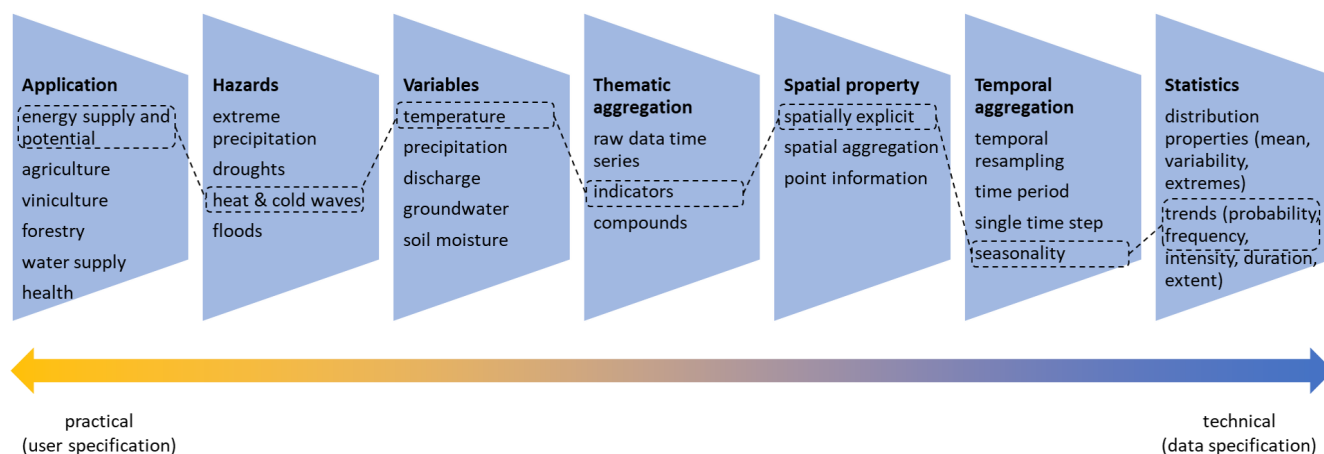 Application
energy supply and
potential
agriculture
viniculture
forestry
water supply
health
Hazards
extreme
precipitation
droughts
heat & cold waves
floods
Variables
temperature
precipitation
discharge
groundwater
soil moisture
Thematic
aggregation
raw data time
series
indicators
compounds
Spatial property
spatially explicit
spatial aggregation
point information
Temporal
aggregation
temporal
resampling
time period
single time step
seasonality
Statistics
distribution
properties (mean,
variability,
extremes)
trends (probability,
frequency,
intensity, duration,
extent)
practical
(user specification)
technical
(data specification)